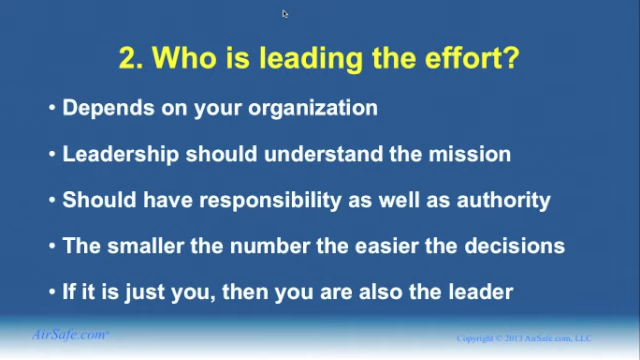 2. Who is leading the effort?
• Depends on your organization
• Leadership should understand the mission
• Should have responsibility as well as authority
• The smaller the number the easier the decisions
• If it is just you, then you are also the leader
AirSafe.com®
Copyright © 2013 AirSafe.com, LLC